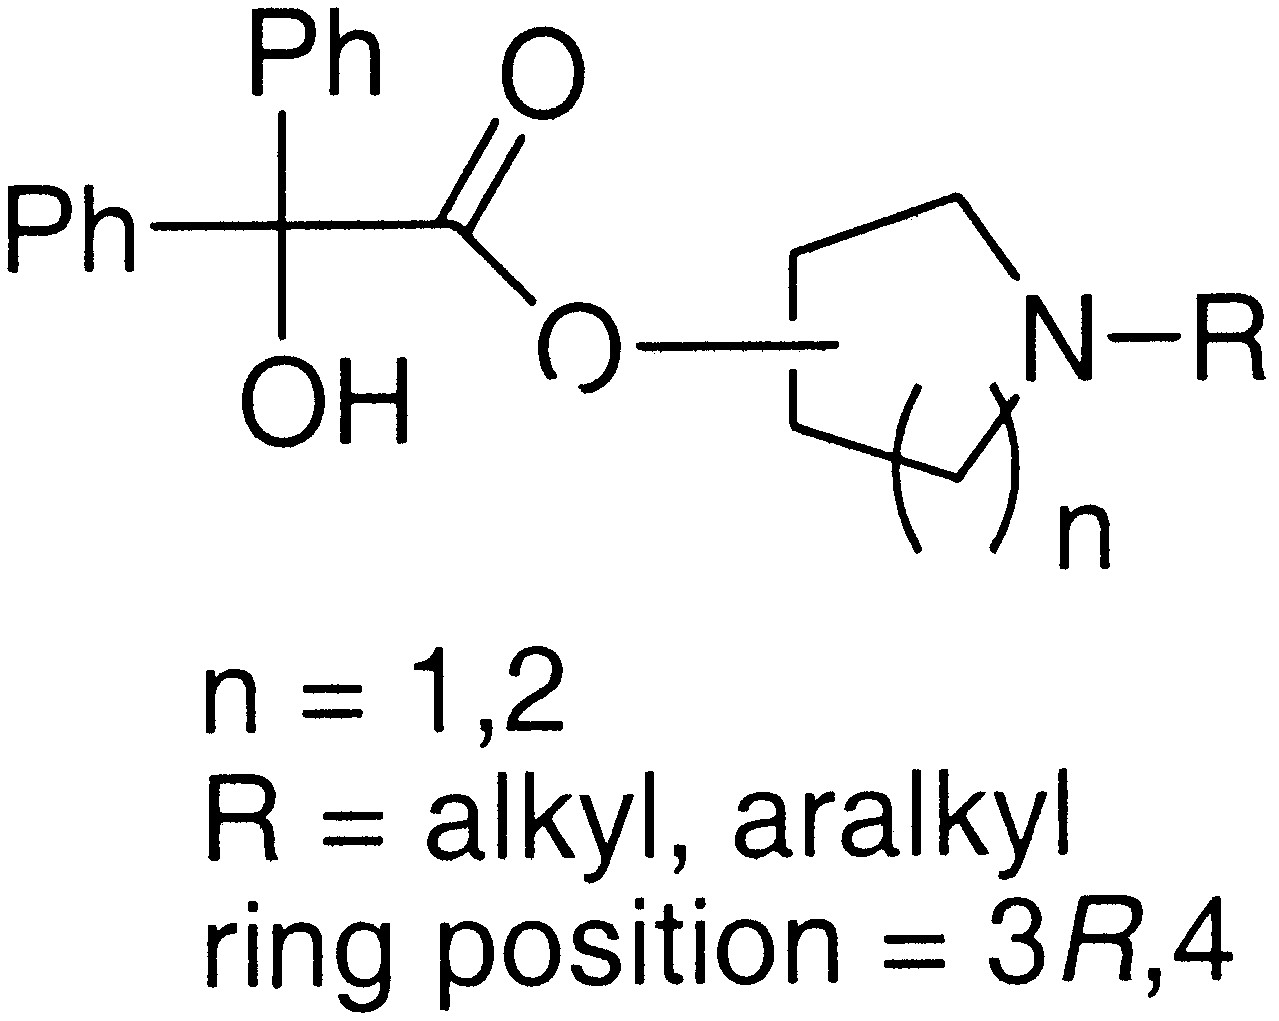 Ph
O
Ph
O
N
R
OH
n
n = 1,2
R = alkyl, aralkyl
ring position = 3R,4